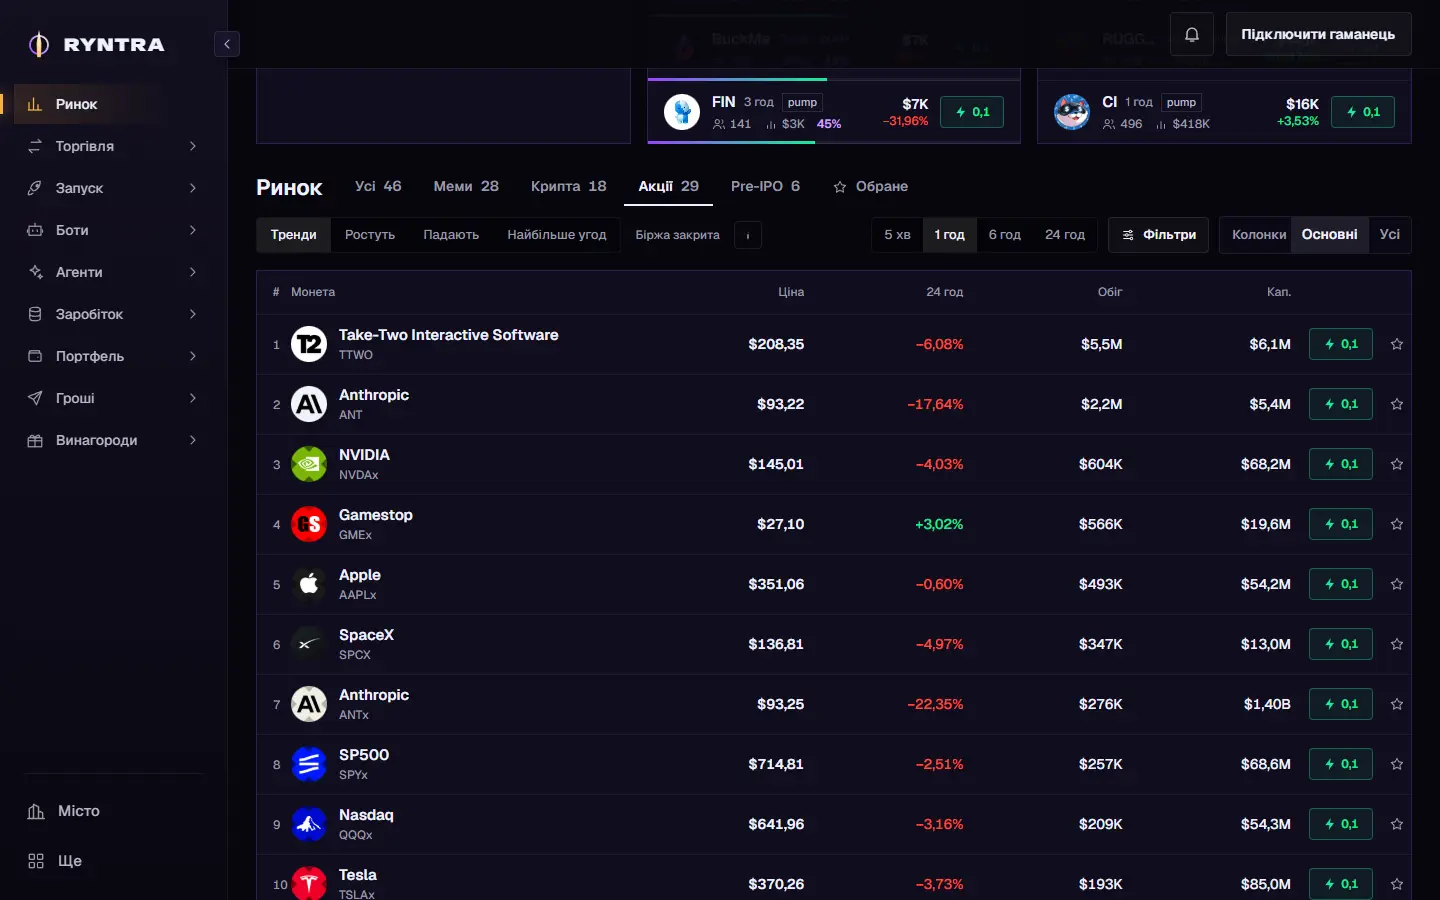 RYNTRA
Підключити гаманець
Ринок
Торгівля
Запуск
Боти
Агенти
Заробіток
Портфель
Гроші
Винагороди
Місто
Ще
BuckMa
$7K
RUGG...
FIN 3 год pump $7K 0,1
141 $3K 45% −31,96%
CI 1 год pump $16K 0,1
496 $418K +3,53%
Ринок Усі 46 Меми 28 Крипта 18 Акції 29 Pre-IPO 6 Обране
Тренди Ростуть Падають Найбільше угод Біржа закрита i 5 хв 1 год 6 год 24 год Фільтри Колонки Основні Усі
# Монета Ціна 24 год Обіг Кап.
1 Take-Two Interactive Software $208,35 −6,08% $5,5M $6,1M 0,1
TTWO
2 Anthropic $93,22 −17,64% $2,2M $5,4M 0,1
ANT
3 NVIDIA $145,01 −4,03% $604K $68,2M 0,1
NVDAx
4 Gamestop $27,10 +3,02% $566K $19,6M 0,1
GMEx
5 Apple $351,06 −0,60% $493K $54,2M 0,1
AAPLx
6 SpaceX $136,81 −4,97% $347K $13,0M 0,1
SPCX
7 Anthropic $93,25 −22,35% $276K $1,40B 0,1
ANTx
8 SP500 $714,81 −2,51% $257K $68,6M 0,1
SPYx
9 Nasdaq $641,96 −3,16% $209K $54,3M 0,1
QQQx
10 Tesla $370,26 −3,73% $193K $85,0M 0,1
TSLAx